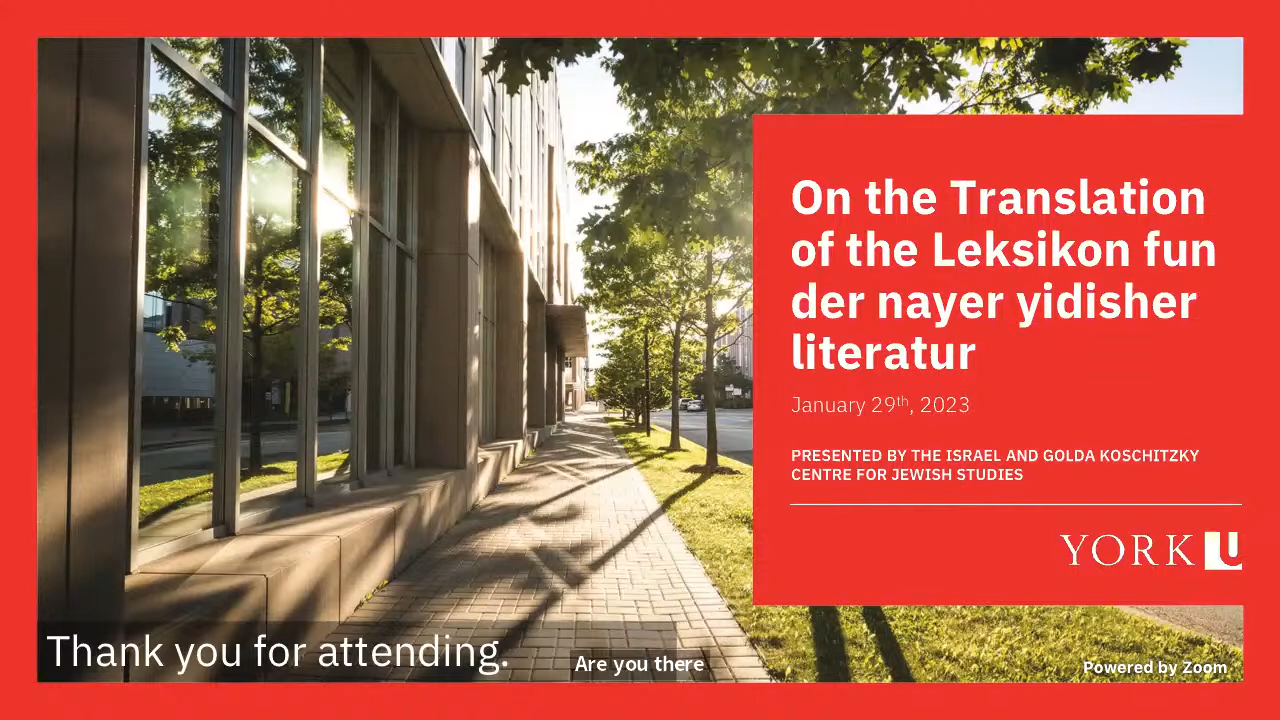 On the Translation
of the Leksikon fun
der nayer yidisher
literatur
January 29th, 2023
PRESENTED BY THE ISRAEL AND GOLDA KOSCHITZKY
CENTRE FOR JEWISH STUDIES
YORK U
Thank you for attending.
Are you there
Powered by Zoom